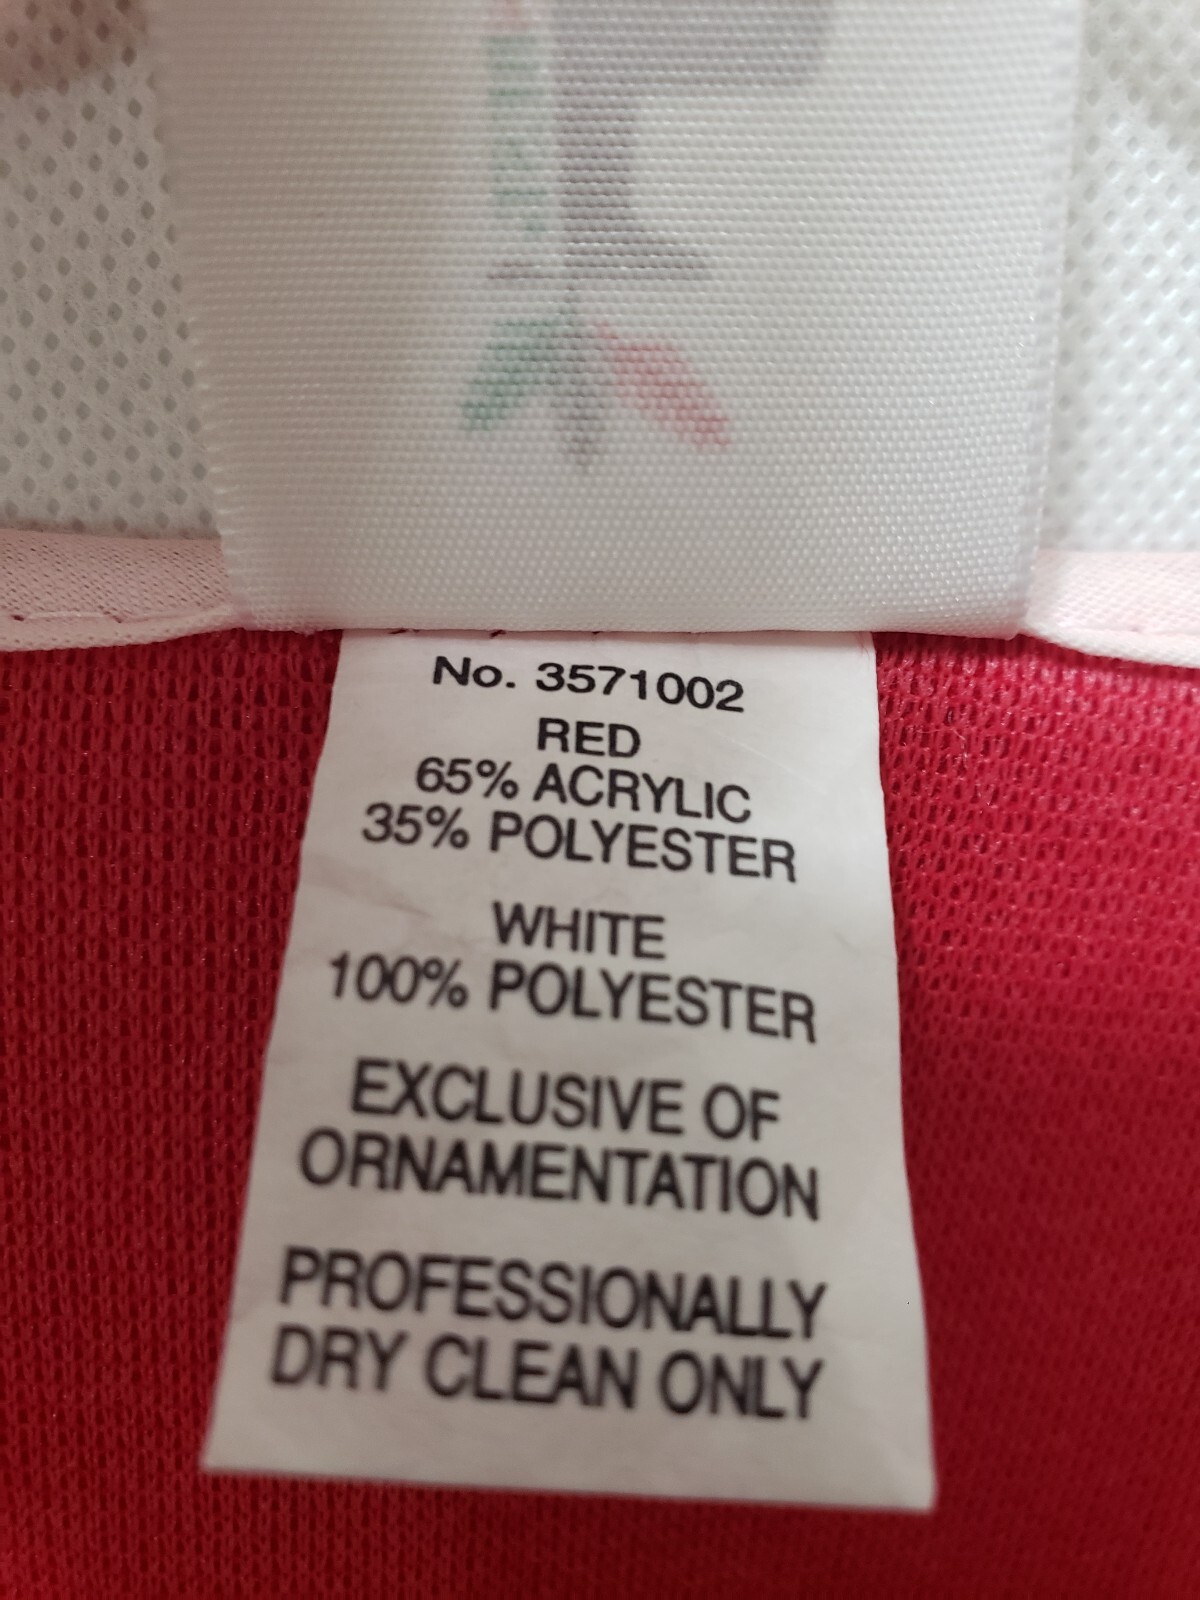 No. 3571002
RED
65% ACRYLIC
35% POLYESTER
WHITE
100% POLYESTER
EXCLUSIVE OF
ORNAMENTATION
PROFESSIONALLY
DRY CLEAN ONLY